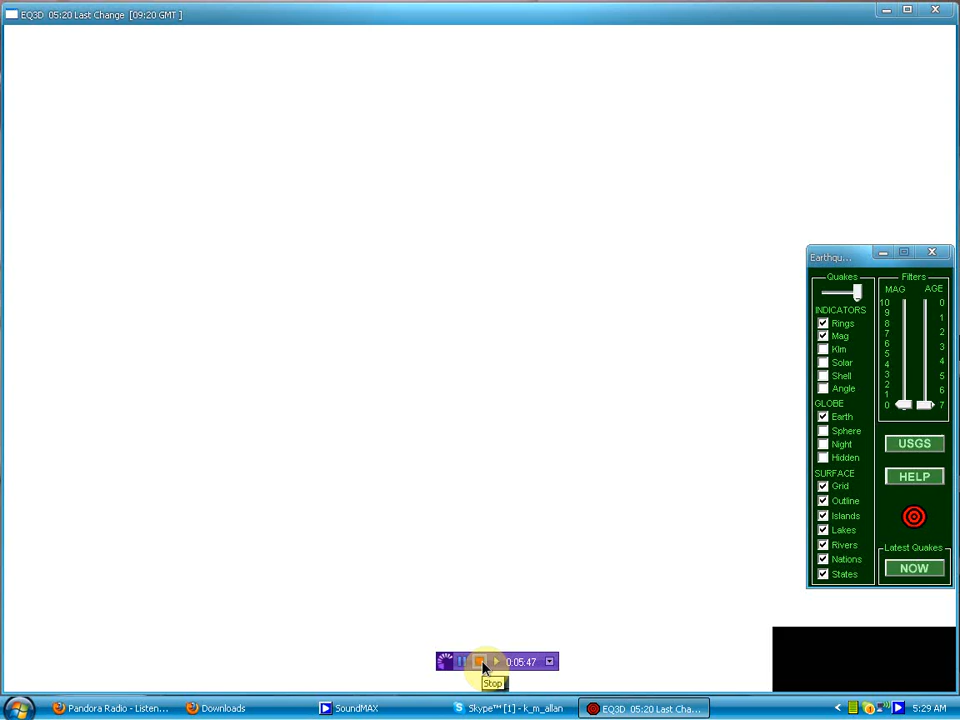 EQ3D 05:20 Last Change [09:20 GMT ]
Earthqu...
Quakes
Filters
MAG AGE
INDICATORS
Rings
Mag
Klm
Solar
Shell
Angle
GLOBE
Earth
Sphere
Night
Hidden
SURFACE
Grid
Outline
Islands
Lakes
Rivers
Nations
States
10
9
8
7
6
5
4
3
2
1
0
0
1
2
3
4
5
6
7
USGS
HELP
Latest Quakes
NOW
0:05:47
Stop
Pandora Radio - Listen...
Downloads
SoundMAX
Skype™ [1] - k_m_allan
EQ3D 05:20 Last Cha...
5:29 AM